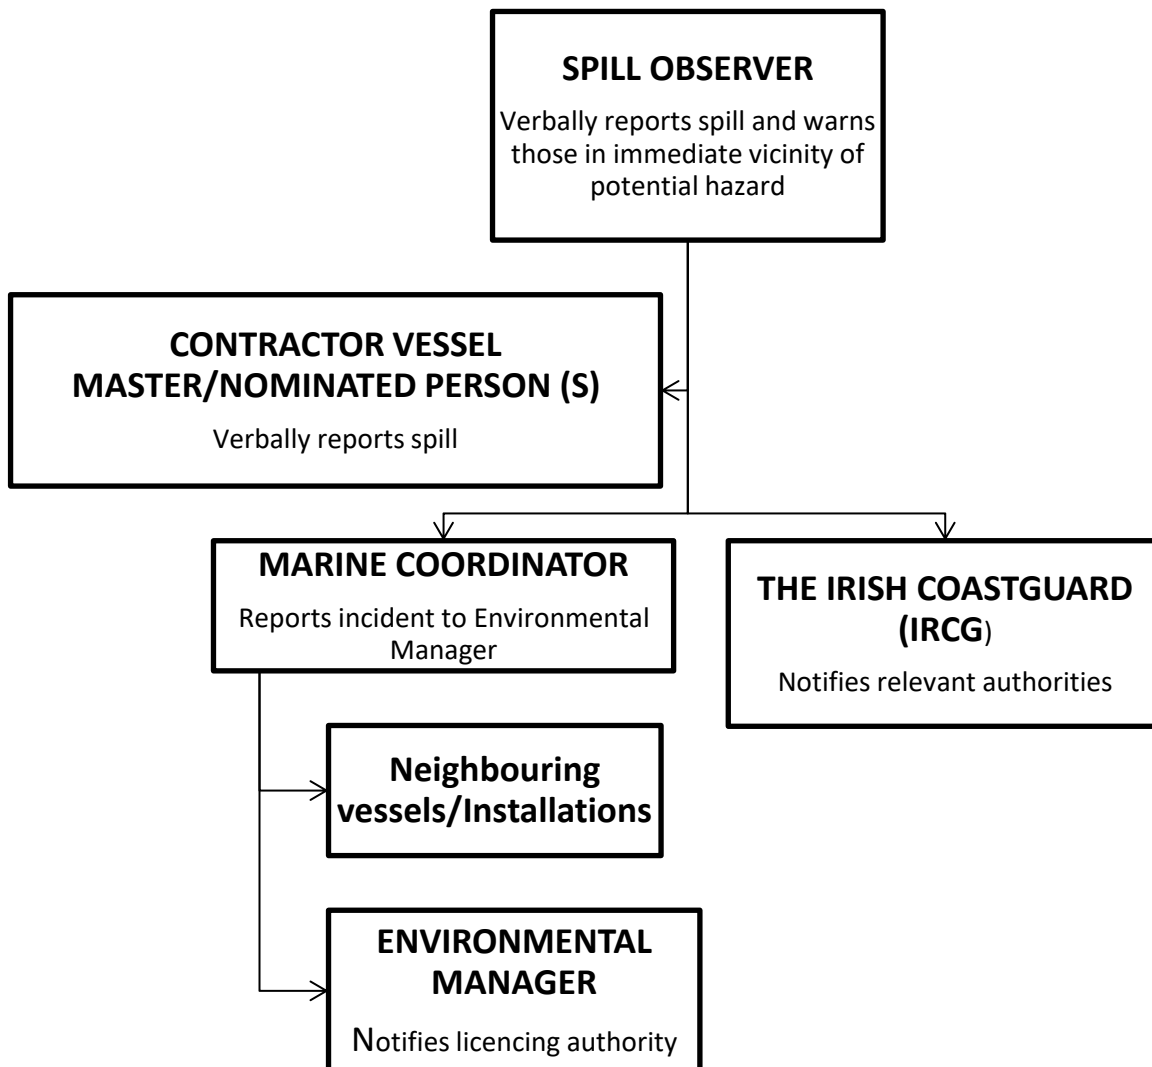 SPILL OBSERVER
Verbally reports spill and warns
those in immediate vicinity of
potential hazard
CONTRACTOR VESSEL
MASTER/NOMINATED PERSON (S)
Verbally reports spill
MARINE COORDINATOR
Reports incident to Environmental
Manager
THE IRISH COASTGUARD
(IRCG)
Notifies relevant authorities
Neighbouring
vessels/Installations
ENVIRONMENTAL
MANAGER
Notifies licencing authority